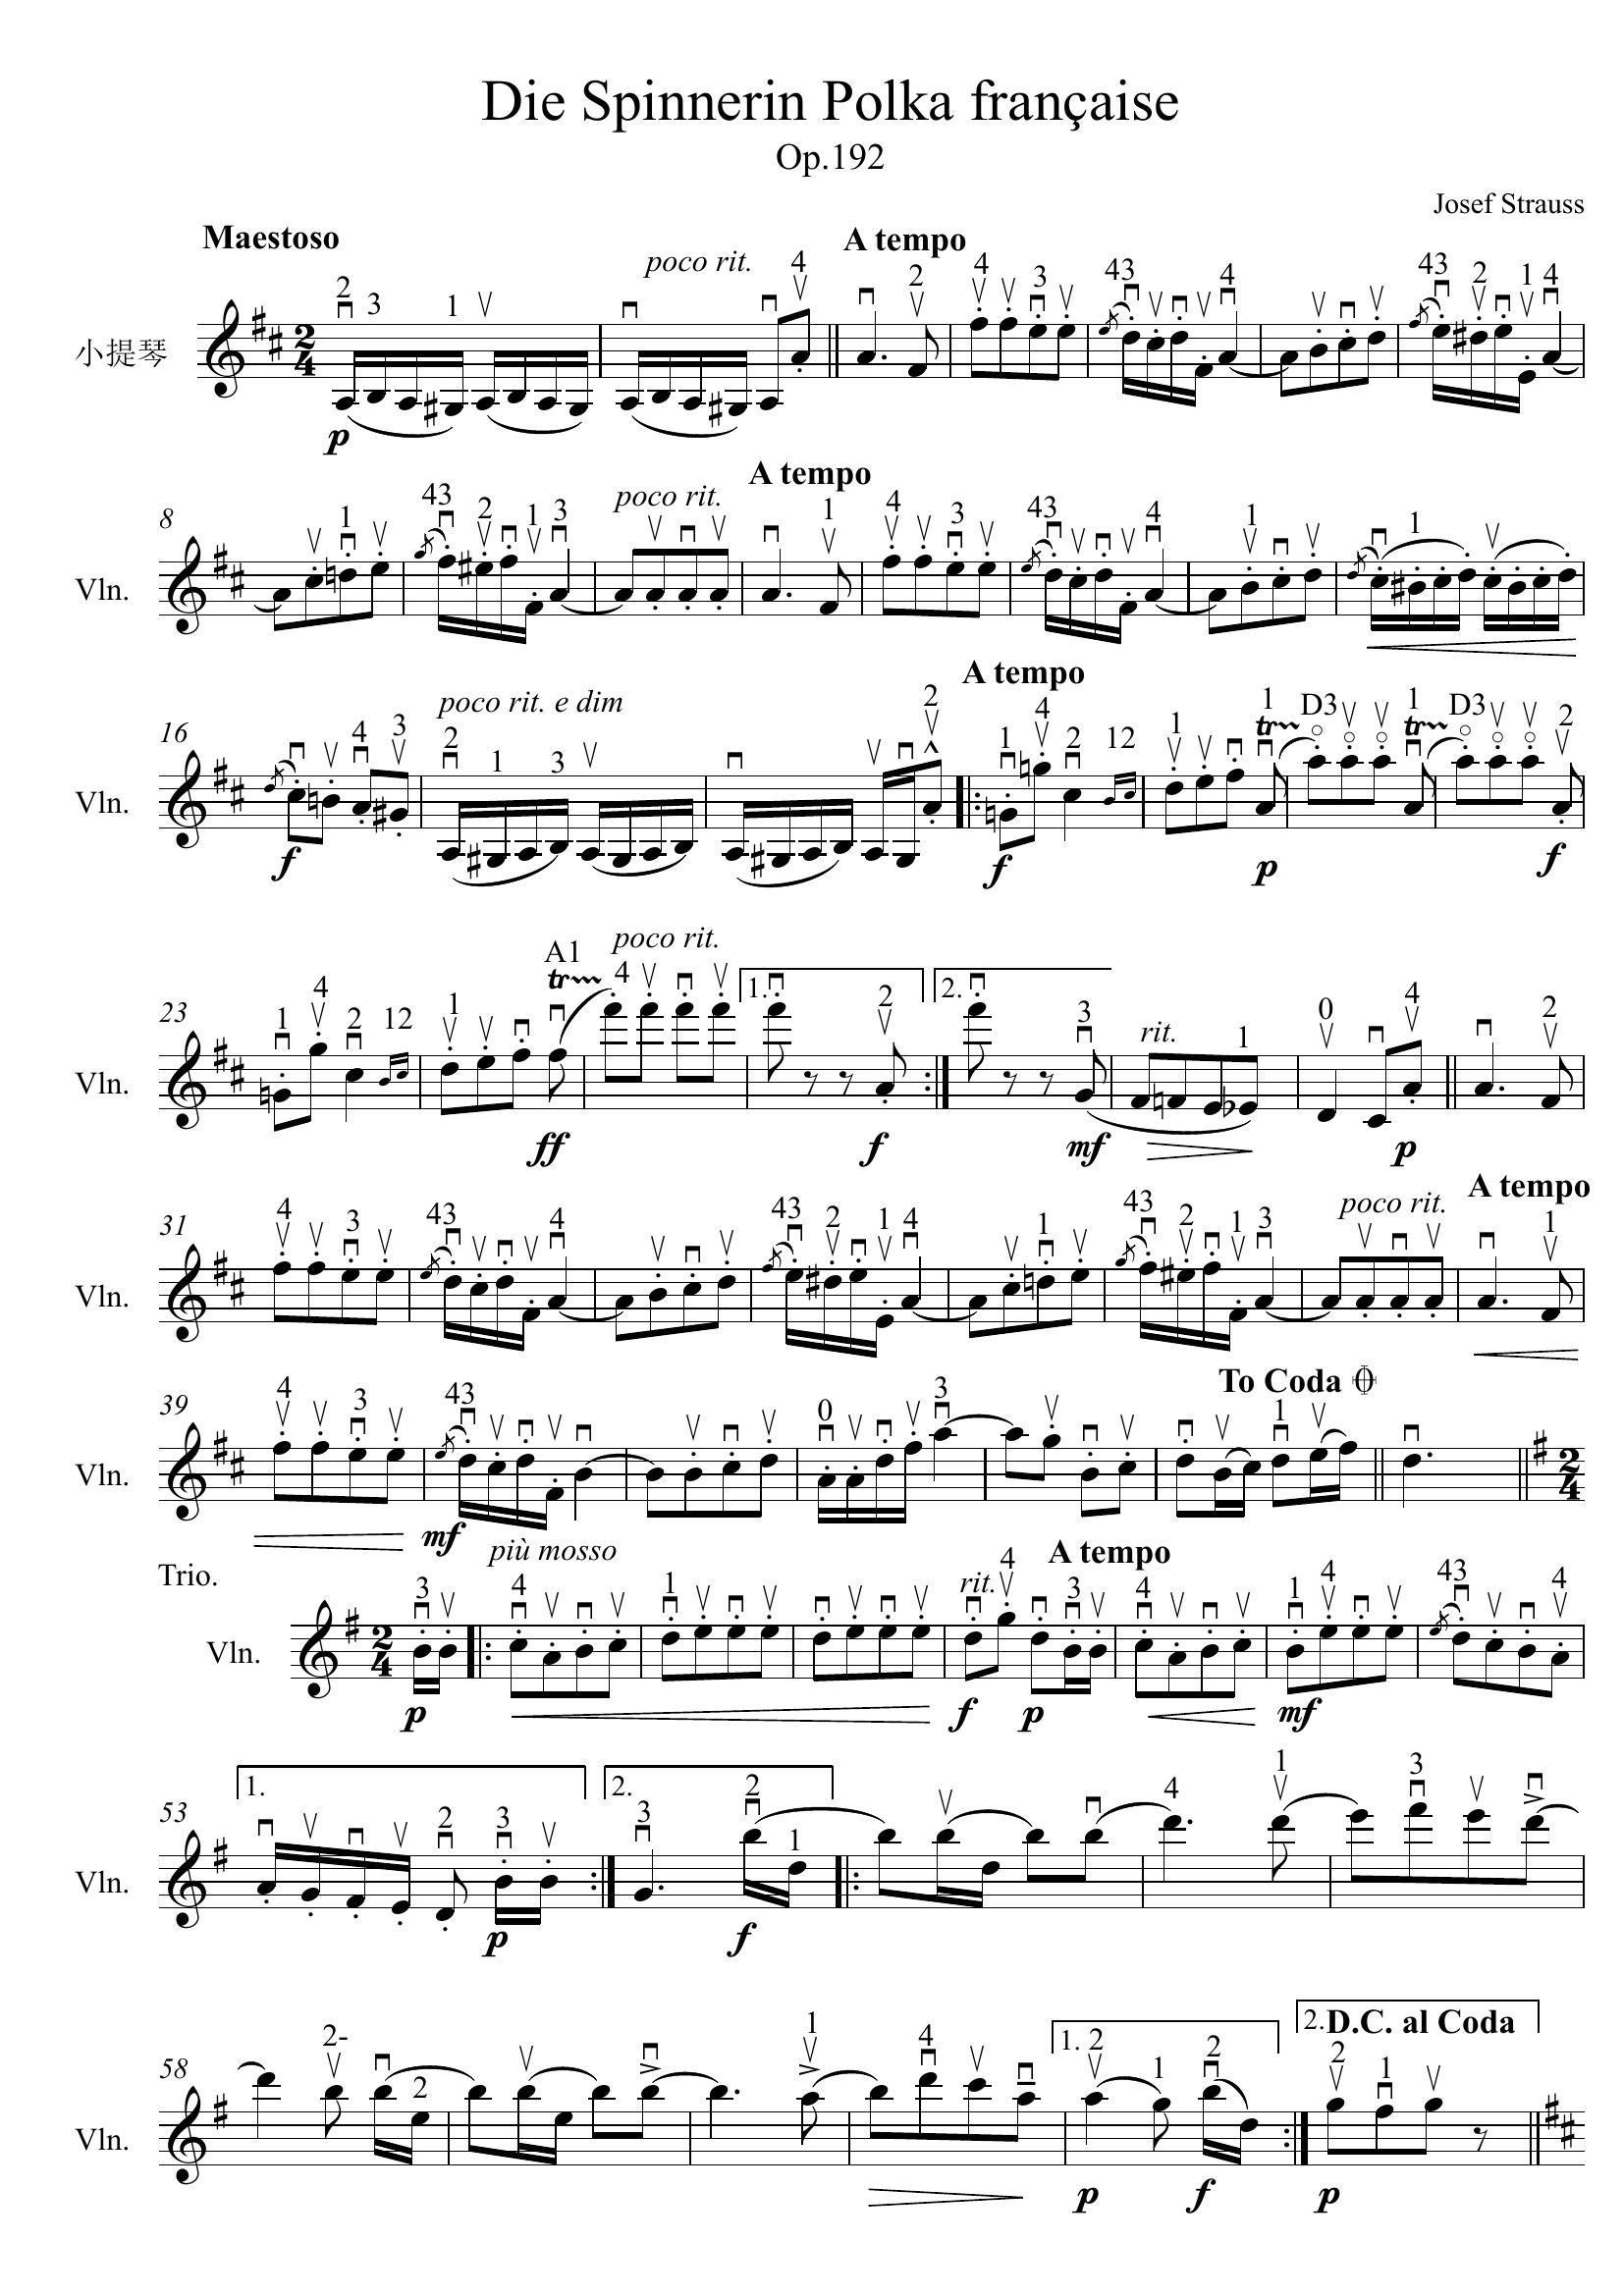 Die Spinnerin Polka française
Op.192
Josef Strauss
Maestoso
poco rit.
A tempo
2 3 1 4 2 4 3 43 4 43 2 1 4
小提琴
2 4
p
A tempo
poco rit.
8
43 2 1 3 1 4 3 43 4 1 1
1
Vln.
A tempo
poco rit. e dim
16
4 3 2 1 3 2 1 4 2 12 1 1 D3 1 D3 2
Vln.
f f p f
poco rit.
A1
23
1 4 2 12 1 4 1. 2 2. 3 rit. 1 0 4 2
Vln.
ff f mf p
A tempo
poco rit.
31
4 3 43 4 43 2 1 4 1 43 2 1 3 1
Vln.
To Coda
39
4 3 43 0 3 1
Vln.
2 4
mf
più mosso
Trio.
A tempo
rit.
3 4 1 4 3 4 1 4 43 4
Vln.
2 4
p f p mf
1. 2.
53
2 3 3 2 1 4 1 3
Vln.
p f
2. D.C. al Coda
58
2- 2 1 4 1. 2 1 2 2 1
Vln.
p f p